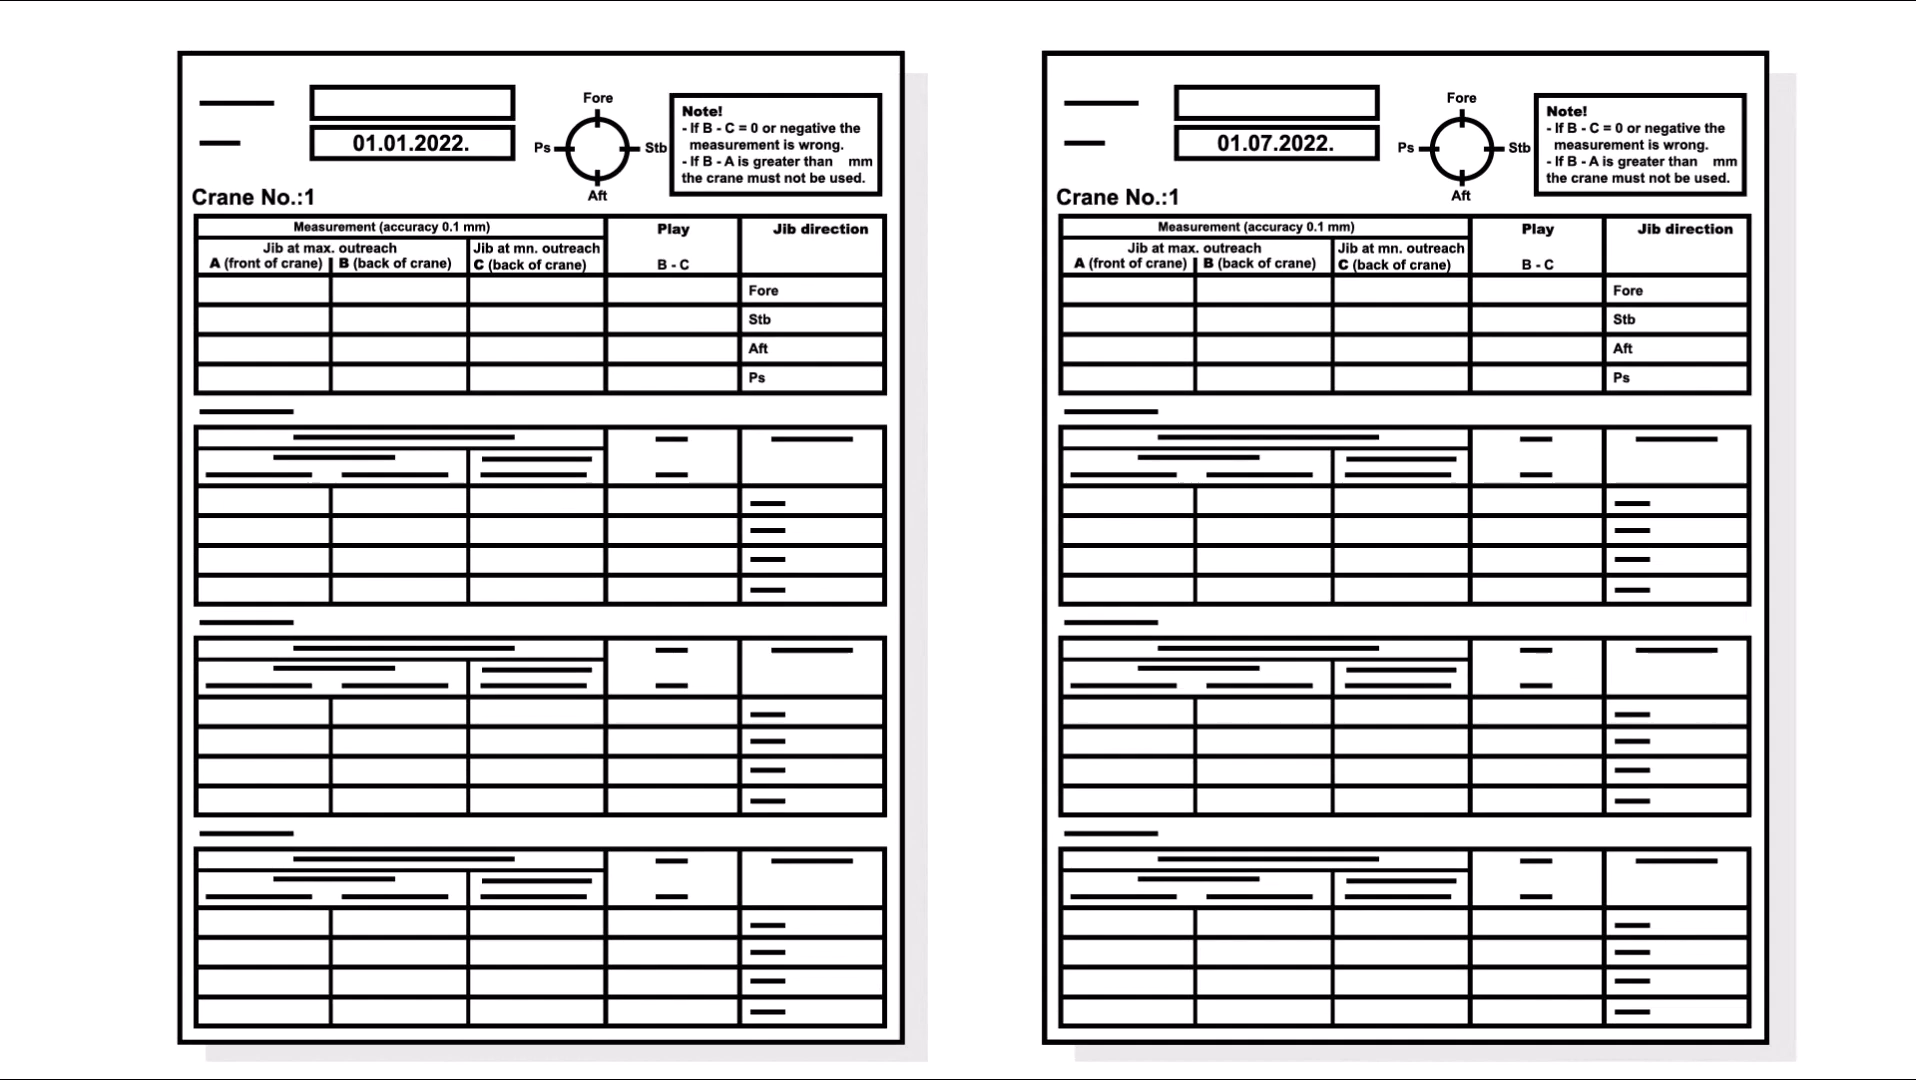 Fore
Ps
Stb
Aft
01.01.2022.
Note!
- If B - C = 0 or negative the
measurement is wrong.
- If B - A is greater than mm
the crane must not be used.
Crane No.:1
Measurement (accuracy 0.1 mm)
Play
Jib direction
Jib at max. outreach
Jib at mn. outreach
A (front of crane)
B (back of crane)
C (back of crane)
B - C
Fore
Stb
Aft
Ps
Fore
Ps
Stb
Aft
01.07.2022.
Note!
- If B - C = 0 or negative the
measurement is wrong.
- If B - A is greater than mm
the crane must not be used.
Crane No.:1
Measurement (accuracy 0.1 mm)
Play
Jib direction
Jib at max. outreach
Jib at mn. outreach
A (front of crane)
B (back of crane)
C (back of crane)
B - C
Fore
Stb
Aft
Ps